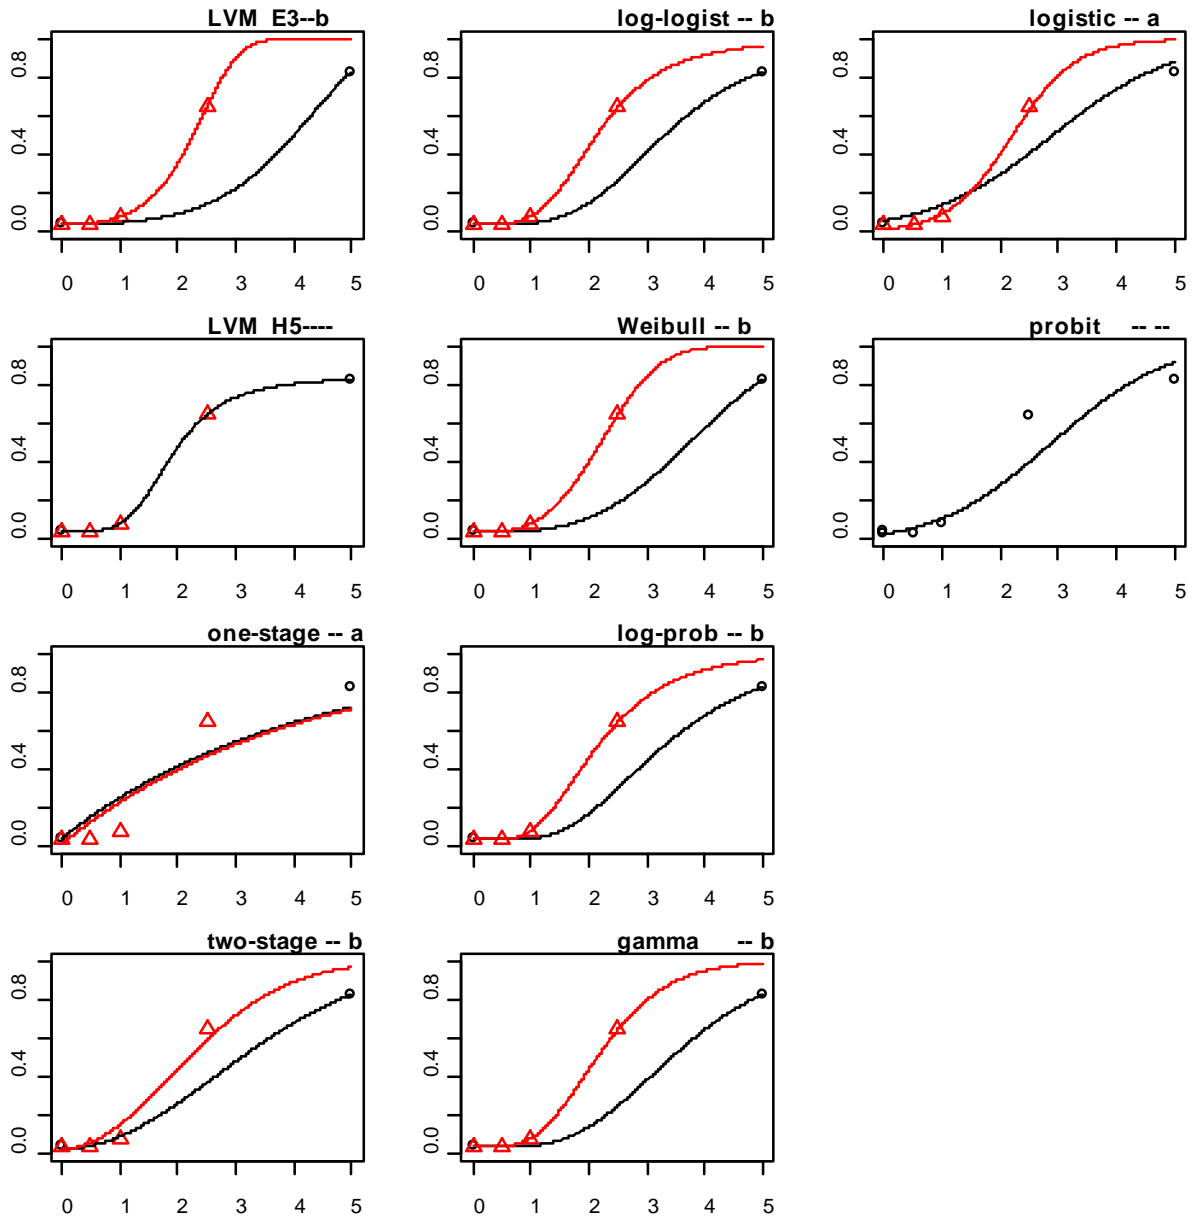 LVM E3--b
log-logist -- b
logistic -- a
0.8 0.8 0.8
0.4 0.4 0.4
0.0 0.0 0.0
0 1 2 3 4 5 0 1 2 3 4 5 0 1 2 3 4 5
LVM H5----
Weibull -- b
probit -- --
0.8 0.8 0.8
0.4 0.4 0.4
0.0 0.0 0.0
0 1 2 3 4 5 0 1 2 3 4 5 0 1 2 3 4 5
one-stage -- a
log-prob -- b
0.8 0.8
0.4 0.4
0.0 0.0
0 1 2 3 4 5 0 1 2 3 4 5
two-stage -- b
gamma -- b
0.8 0.8
0.4 0.4
0.0 0.0
0 1 2 3 4 5 0 1 2 3 4 5